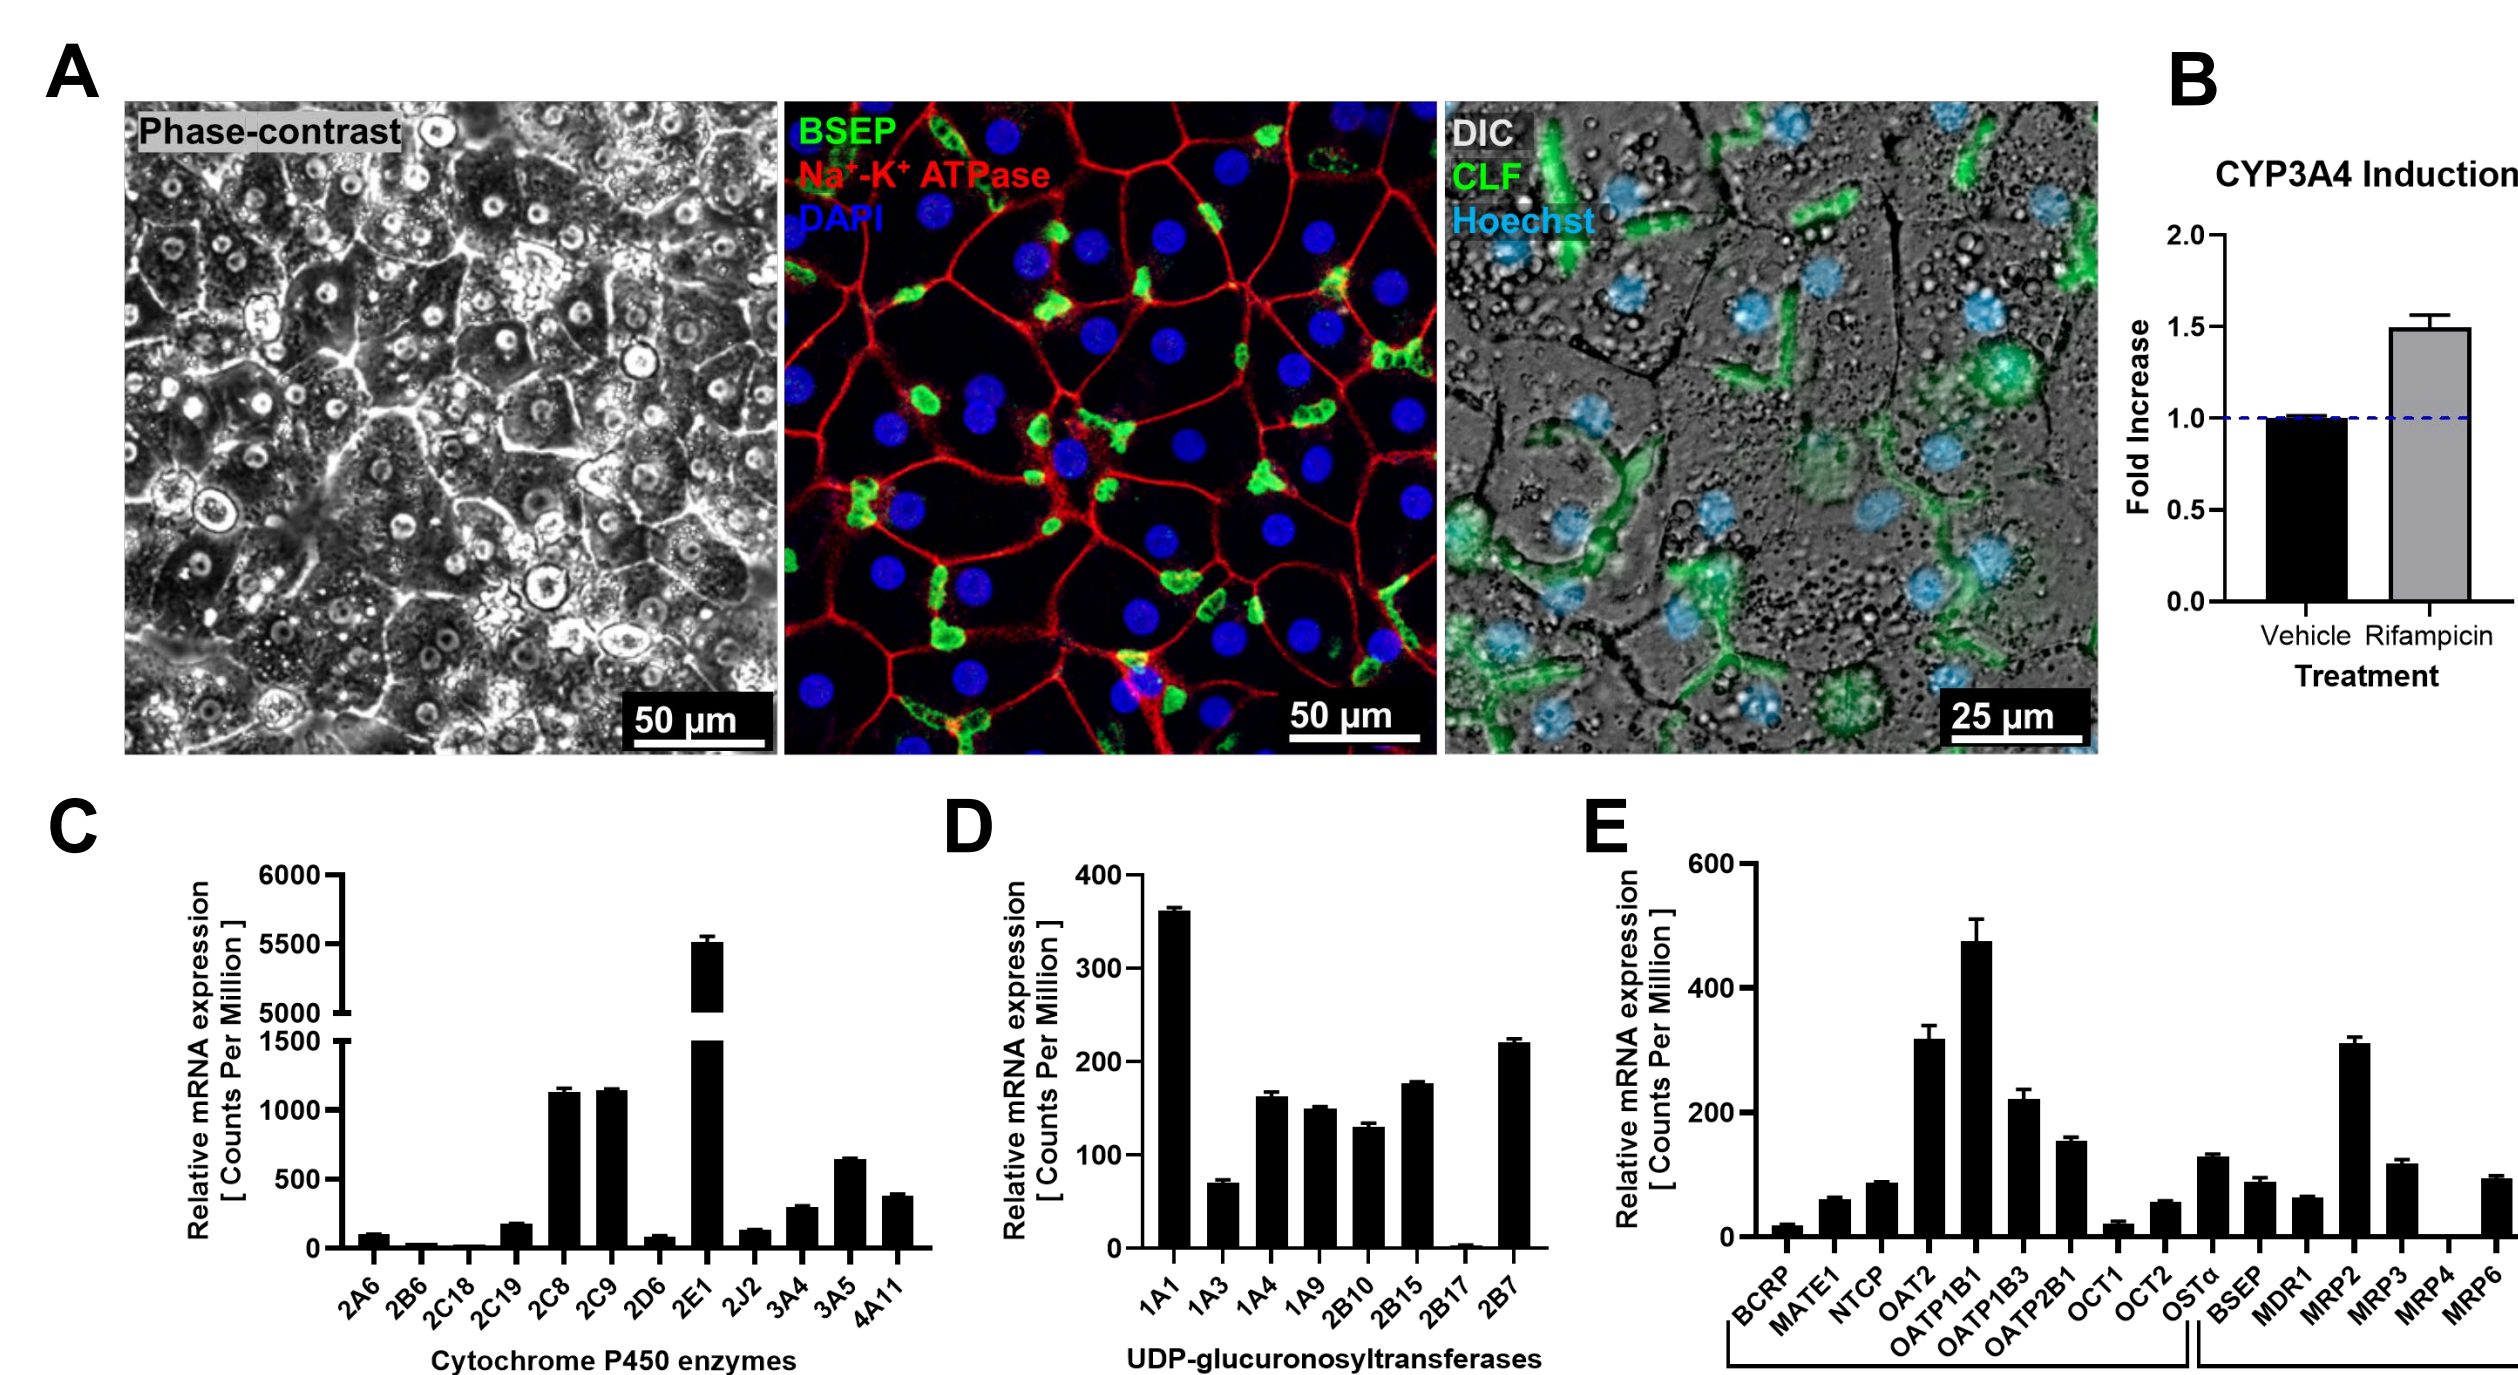 A
Phase-contrast
50 µm
BSEP
Na⁺-K⁺ ATPase
DAPI
50 µm
DIC
CLF
Hoechst
25 µm
B
CYP3A4 Induction
Fold Increase
2.0
1.5
1.0
0.5
0.0
Vehicle
Rifampicin
Treatment
C
Relative mRNA expression
[ Counts Per Million ]
6000
5500
5000
1500
1000
500
0
2A6
2B6
2C18
2C19
2C8
2C9
2D6
2E1
2J2
3A4
3A5
4A11
Cytochrome P450 enzymes
D
Relative mRNA expression
[ Counts Per Million ]
400
300
200
100
0
1A1
1A3
1A4
1A9
2B10
2B15
2B17
2B7
UDP-glucuronosyltransferases
E
Relative mRNA expression
[ Counts Per Million ]
600
400
200
0
BCRP
MATE1
NTCP
OAT2
OATP1B1
OATP1B3
OATP2B1
OCT1
OCT2
OSTα
BSEP
MDR1
MRP2
MRP3
MRP4
MRP6